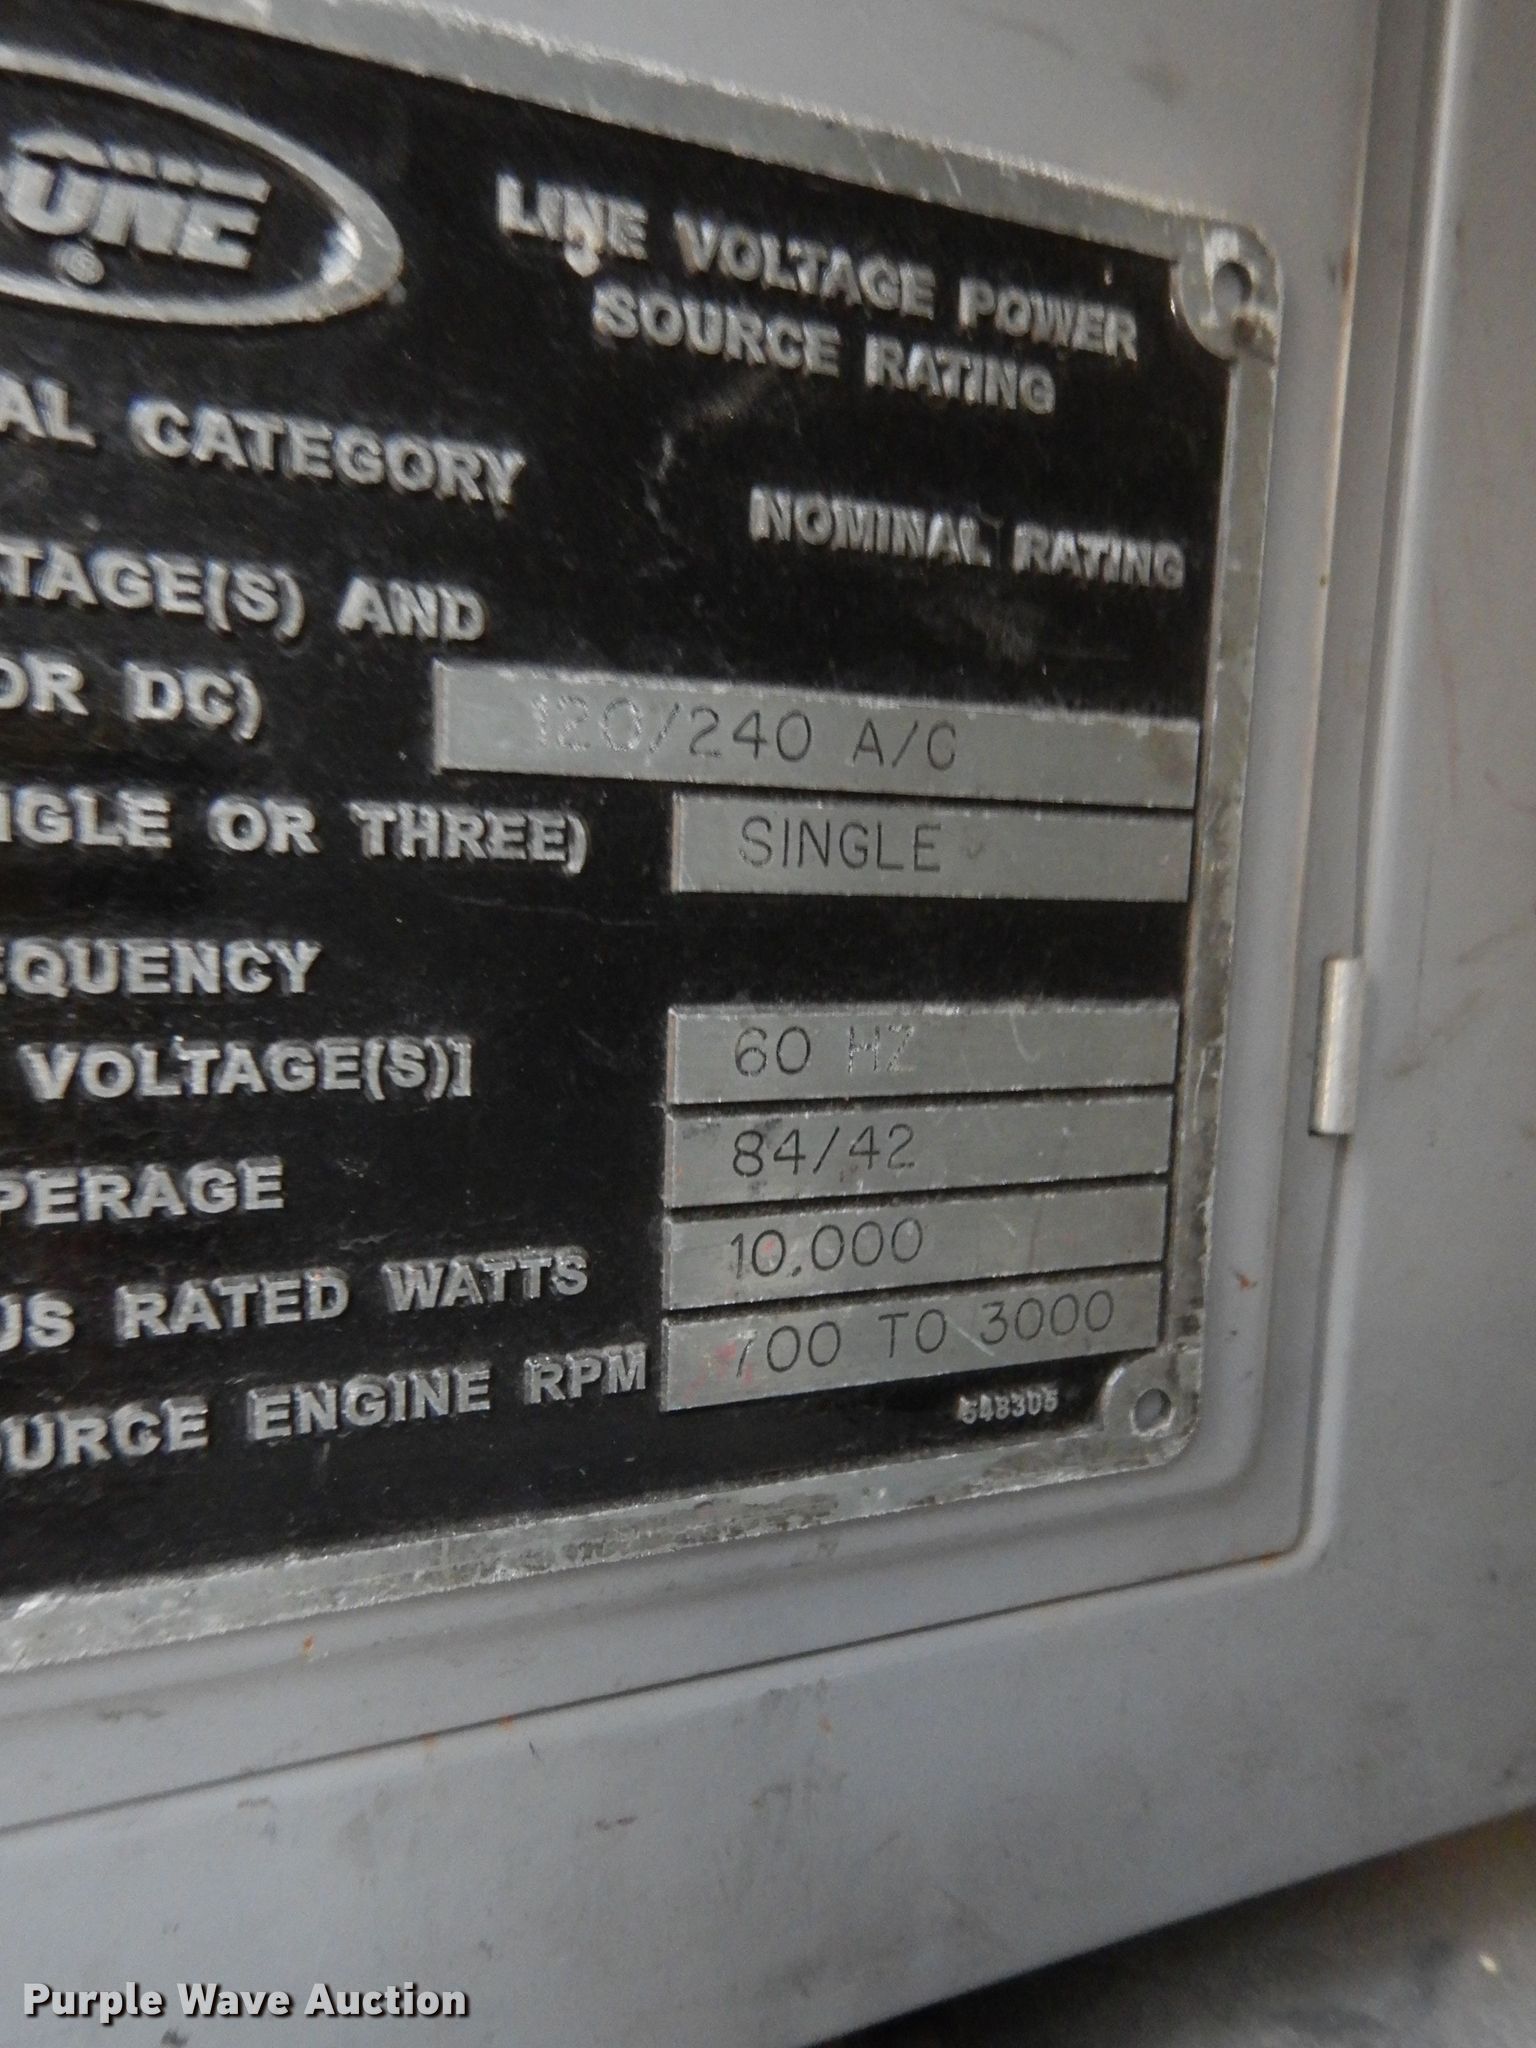 LINE VOLTAGE POWER
SOURCE RATING
CATEGORY
NOMINAL RATING
TAGE(S) AND
OR DC)
120/240 A/C
NGLE OR THREE)
SINGLE
EQUENCY
VOLTAGE(S)]
60 HZ
84/42
PERAGE
10,000
US RATED WATTS
700 TO 3000
OURCE ENGINE RPM
548305
Purple Wave Auction